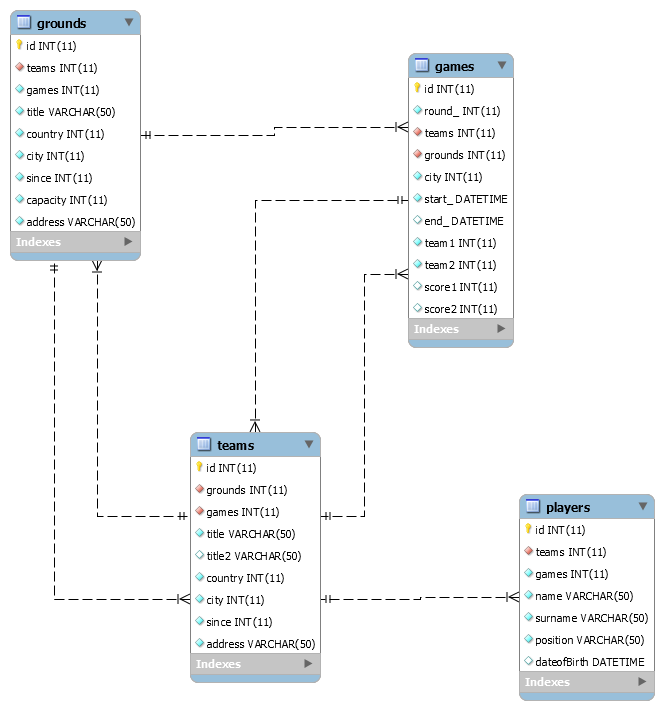 grounds
id INT(11)
teams INT(11)
games INT(11)
title VARCHAR(50)
country INT(11)
city INT(11)
since INT(11)
capacity INT(11)
address VARCHAR(50)
Indexes
games
id INT(11)
round_ INT(11)
teams INT(11)
grounds INT(11)
city INT(11)
start_ DATETIME
end_ DATETIME
team1 INT(11)
team2 INT(11)
score1 INT(11)
score2 INT(11)
Indexes
teams
id INT(11)
grounds INT(11)
games INT(11)
title VARCHAR(50)
title2 VARCHAR(50)
country INT(11)
city INT(11)
since INT(11)
address VARCHAR(50)
Indexes
players
id INT(11)
teams INT(11)
games INT(11)
name VARCHAR(50)
surname VARCHAR(50)
position VARCHAR(50)
dateofBirth DATETIME
Indexes